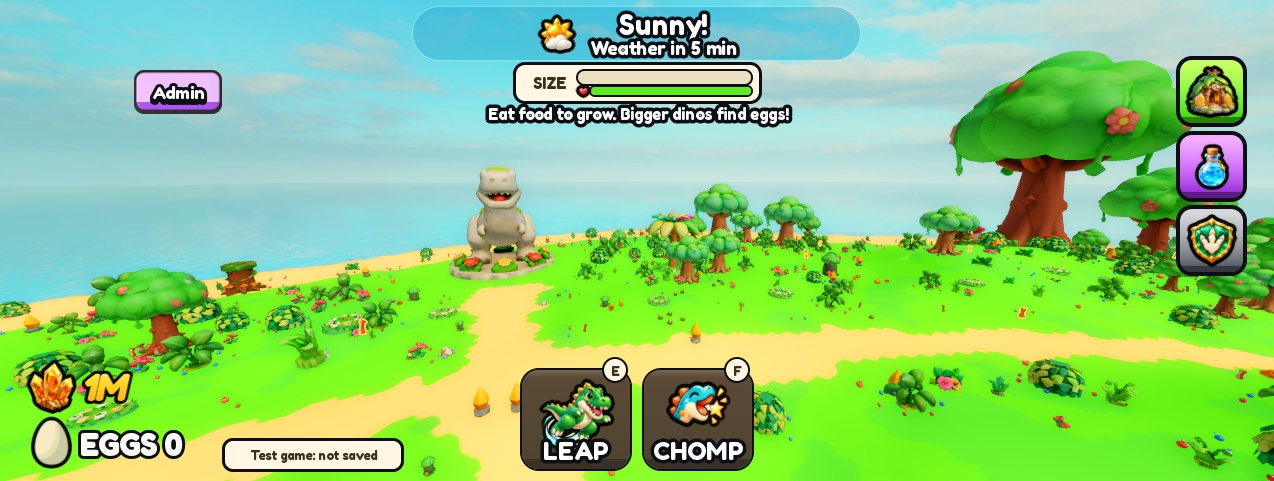 Sunny!
Weather in 5 min
Admin
SIZE
Eat food to grow. Bigger dinos find eggs!
1M
EGGS 0
Test game: not saved
E
LEAP
F
CHOMP